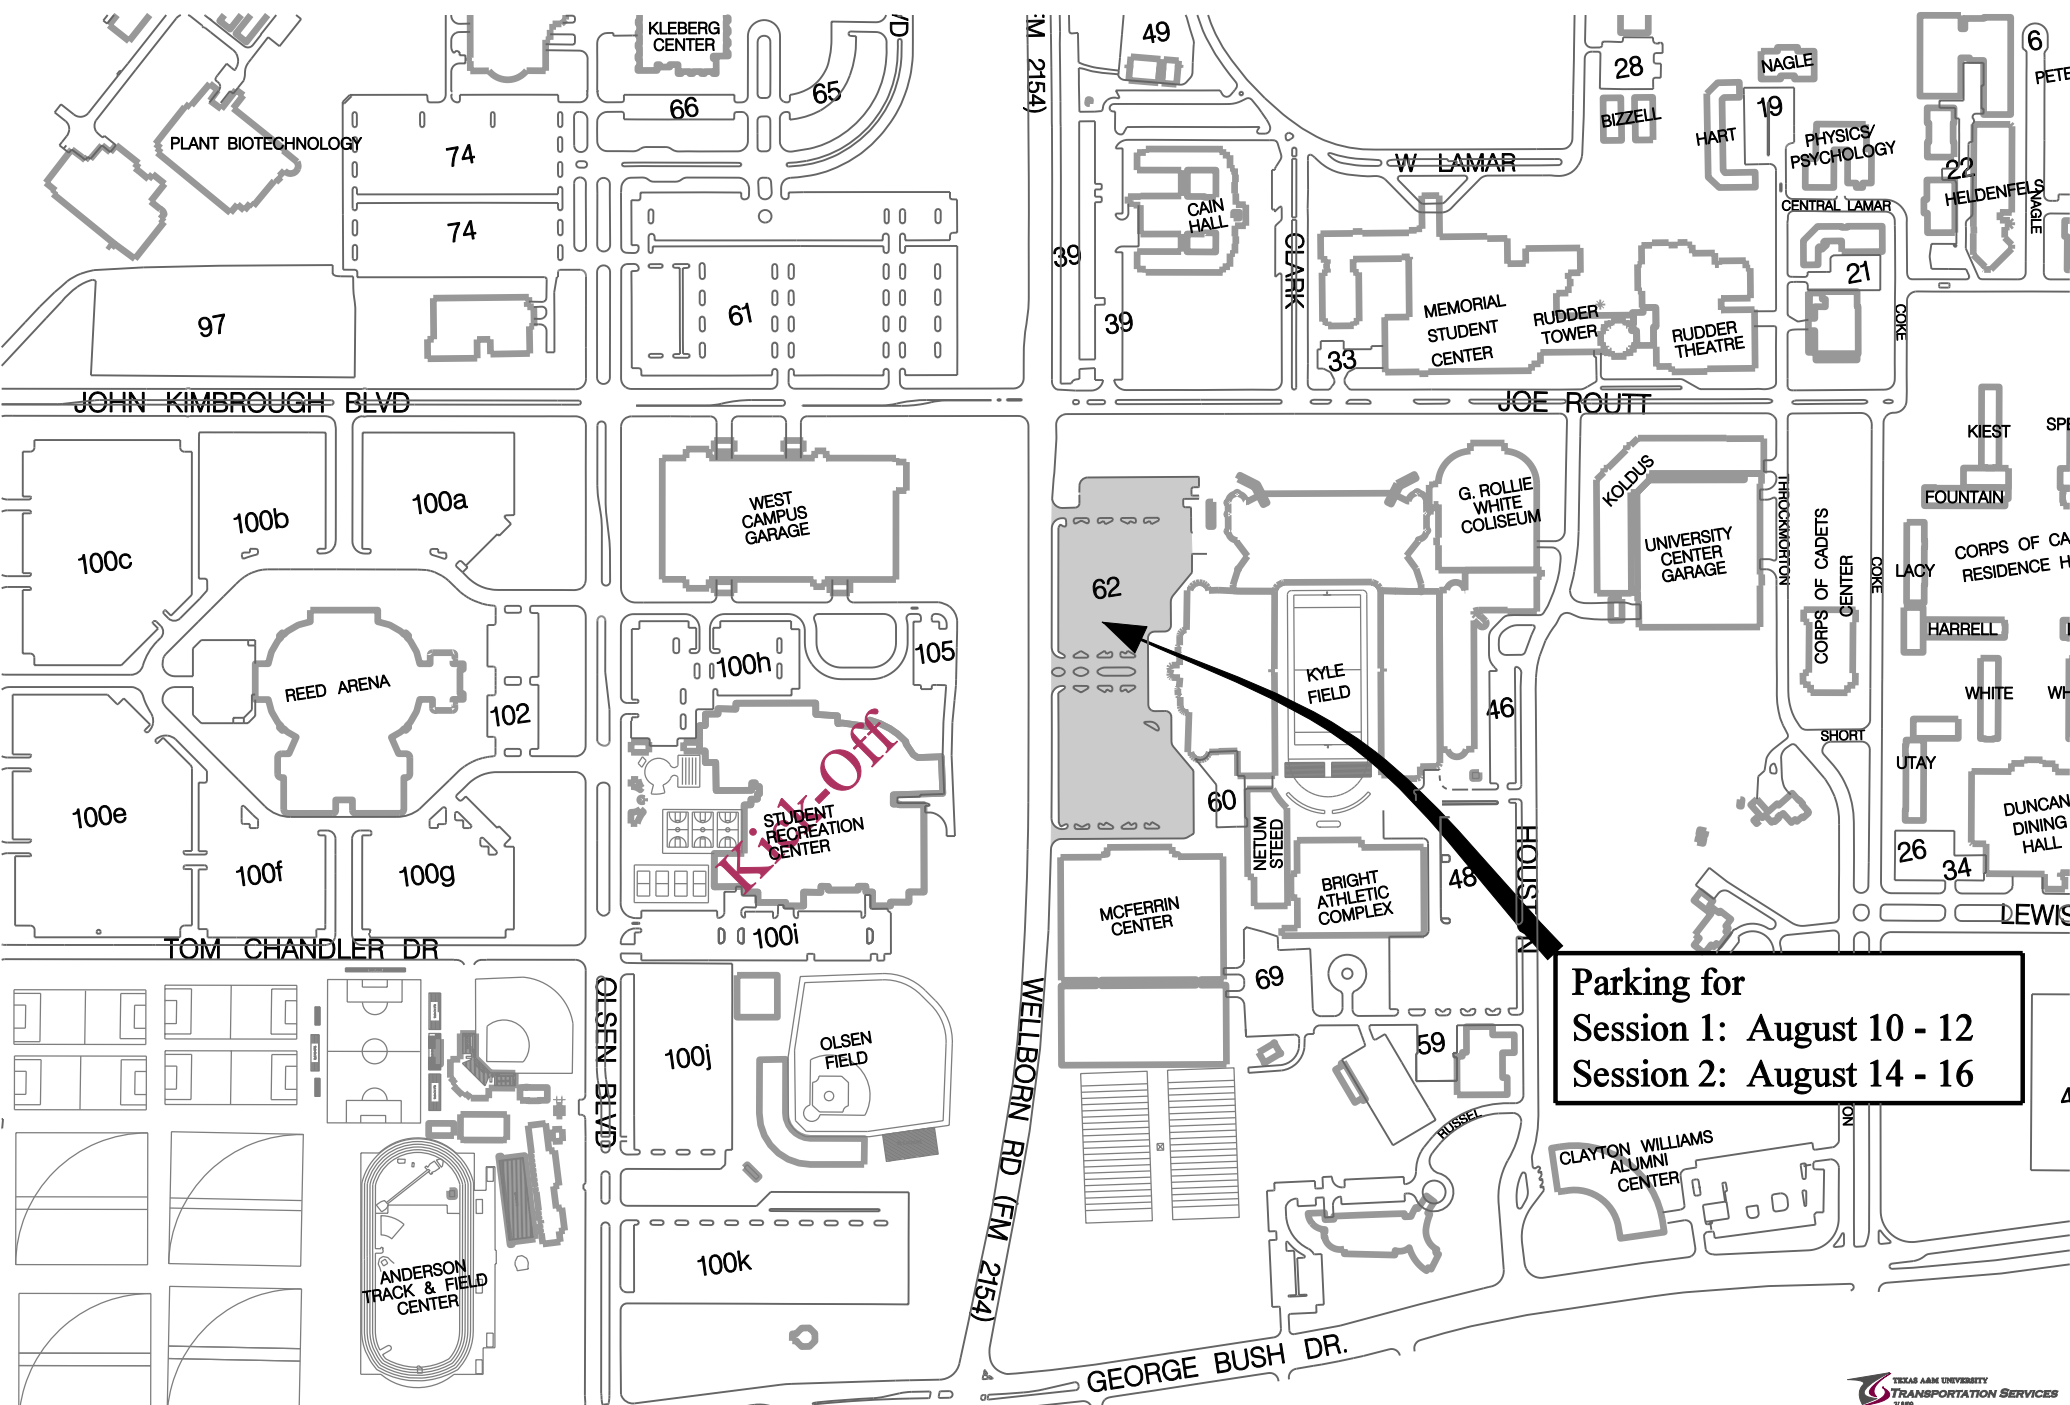 KLEBERG
CENTER
49
6
28
NAGLE
65
66
FM 2154)
19
BIZZELL
HART
PHYSICS/
PSYCHOLOGY
PLANT BIOTECHNOLOGY
74
W LAMAR
22
HELDENFELS
NAGLE
CENTRAL LAMAR
CAIN
HALL
74
39
CLARK
21
97
61
39
MEMORIAL
STUDENT
CENTER
RUDDER
TOWER
RUDDER
THEATRE
COKE
33
JOHN KIMBROUGH BLVD
JOE ROUTT
KIEST
100a
100b
100c
WEST
CAMPUS
GARAGE
G. ROLLIE
WHITE
COLISEUM
KOLDUS
UNIVERSITY
CENTER
GARAGE
THROCKMORTON
CORPS OF CADETS
CENTER
COKE
FOUNTAIN
LACY
CORPS OF CA
RESIDENCE H
HARRELL
62
REED ARENA
100h
105
102
KYLE
FIELD
46
WHITE
WH
SHORT
UTAY
Kick-Off
STUDENT
RECREATION
CENTER
60
NETUM
STEED
HOUSTON
100e
100f
100g
48
BRIGHT
ATHLETIC
COMPLEX
MCFERRIN
CENTER
26
34
DUNCAN
DINING
HALL
LEWIS
100i
TOM CHANDLER DR
69
Parking for
Session 1: August 10 - 12
Session 2: August 14 - 16
OLSEN BLVD
100j
OLSEN
FIELD
WELLBORN RD (FM 2154)
59
RUSSEL
CLAYTON WILLIAMS
ALUMNI
CENTER
100k
ANDERSON
TRACK & FIELD
CENTER
GEORGE BUSH DR.
TEXAS A&M UNIVERSITY
TRANSPORTATION SERVICES